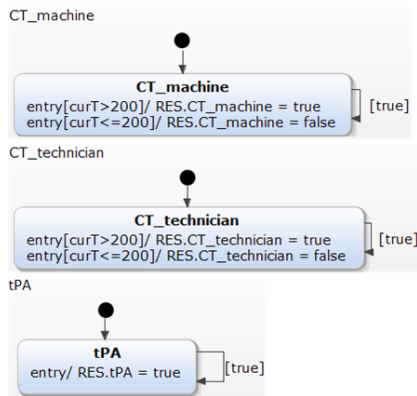 CT_machine
CT_machine
entry[curT>200]/ RES.CT_machine = true
entry[curT<=200]/ RES.CT_machine = false
[true]
CT_technician
CT_technician
entry[curT>200]/ RES.CT_technician = true
entry[curT<=200]/ RES.CT_technician = false
[true]
tPA
tPA
entry/ RES.tPA = true
[true]